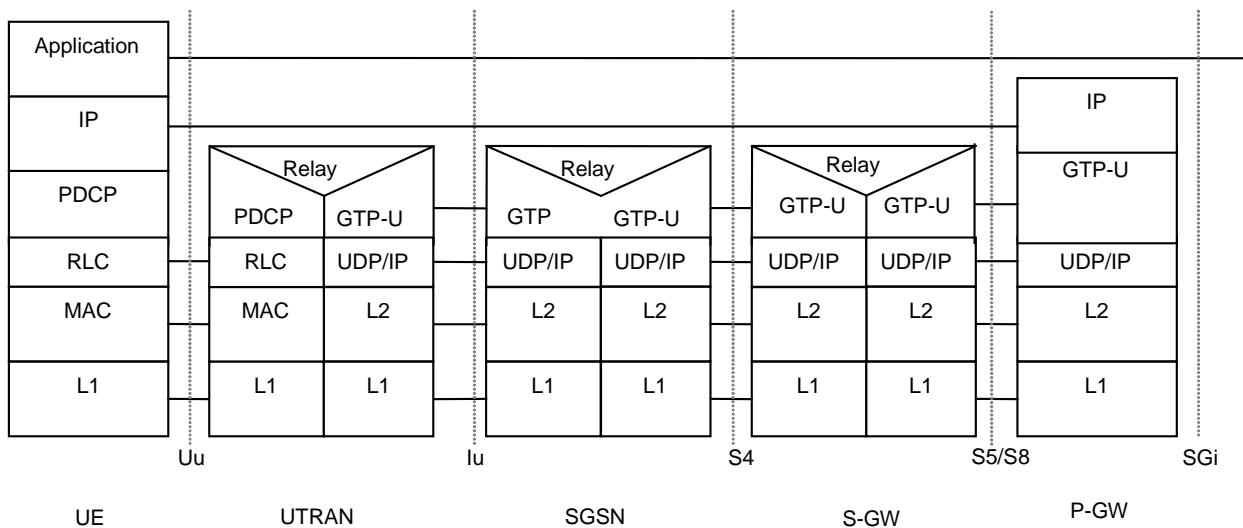 Application
IP
IP
Relay
Relay
Relay
PDCP
GTP-U
PDCP
GTP-U
GTP
GTP-U
GTP-U
GTP-U
RLC
RLC
UDP/IP
UDP/IP
UDP/IP
UDP/IP
UDP/IP
UDP/IP
MAC
MAC
L2
L2
L2
L2
L2
L2
L1
L1
L1
L1
L1
L1
L1
L1
Uu
Iu
S4
S5/S8
SGi
UE
UTRAN
SGSN
S-GW
P-GW